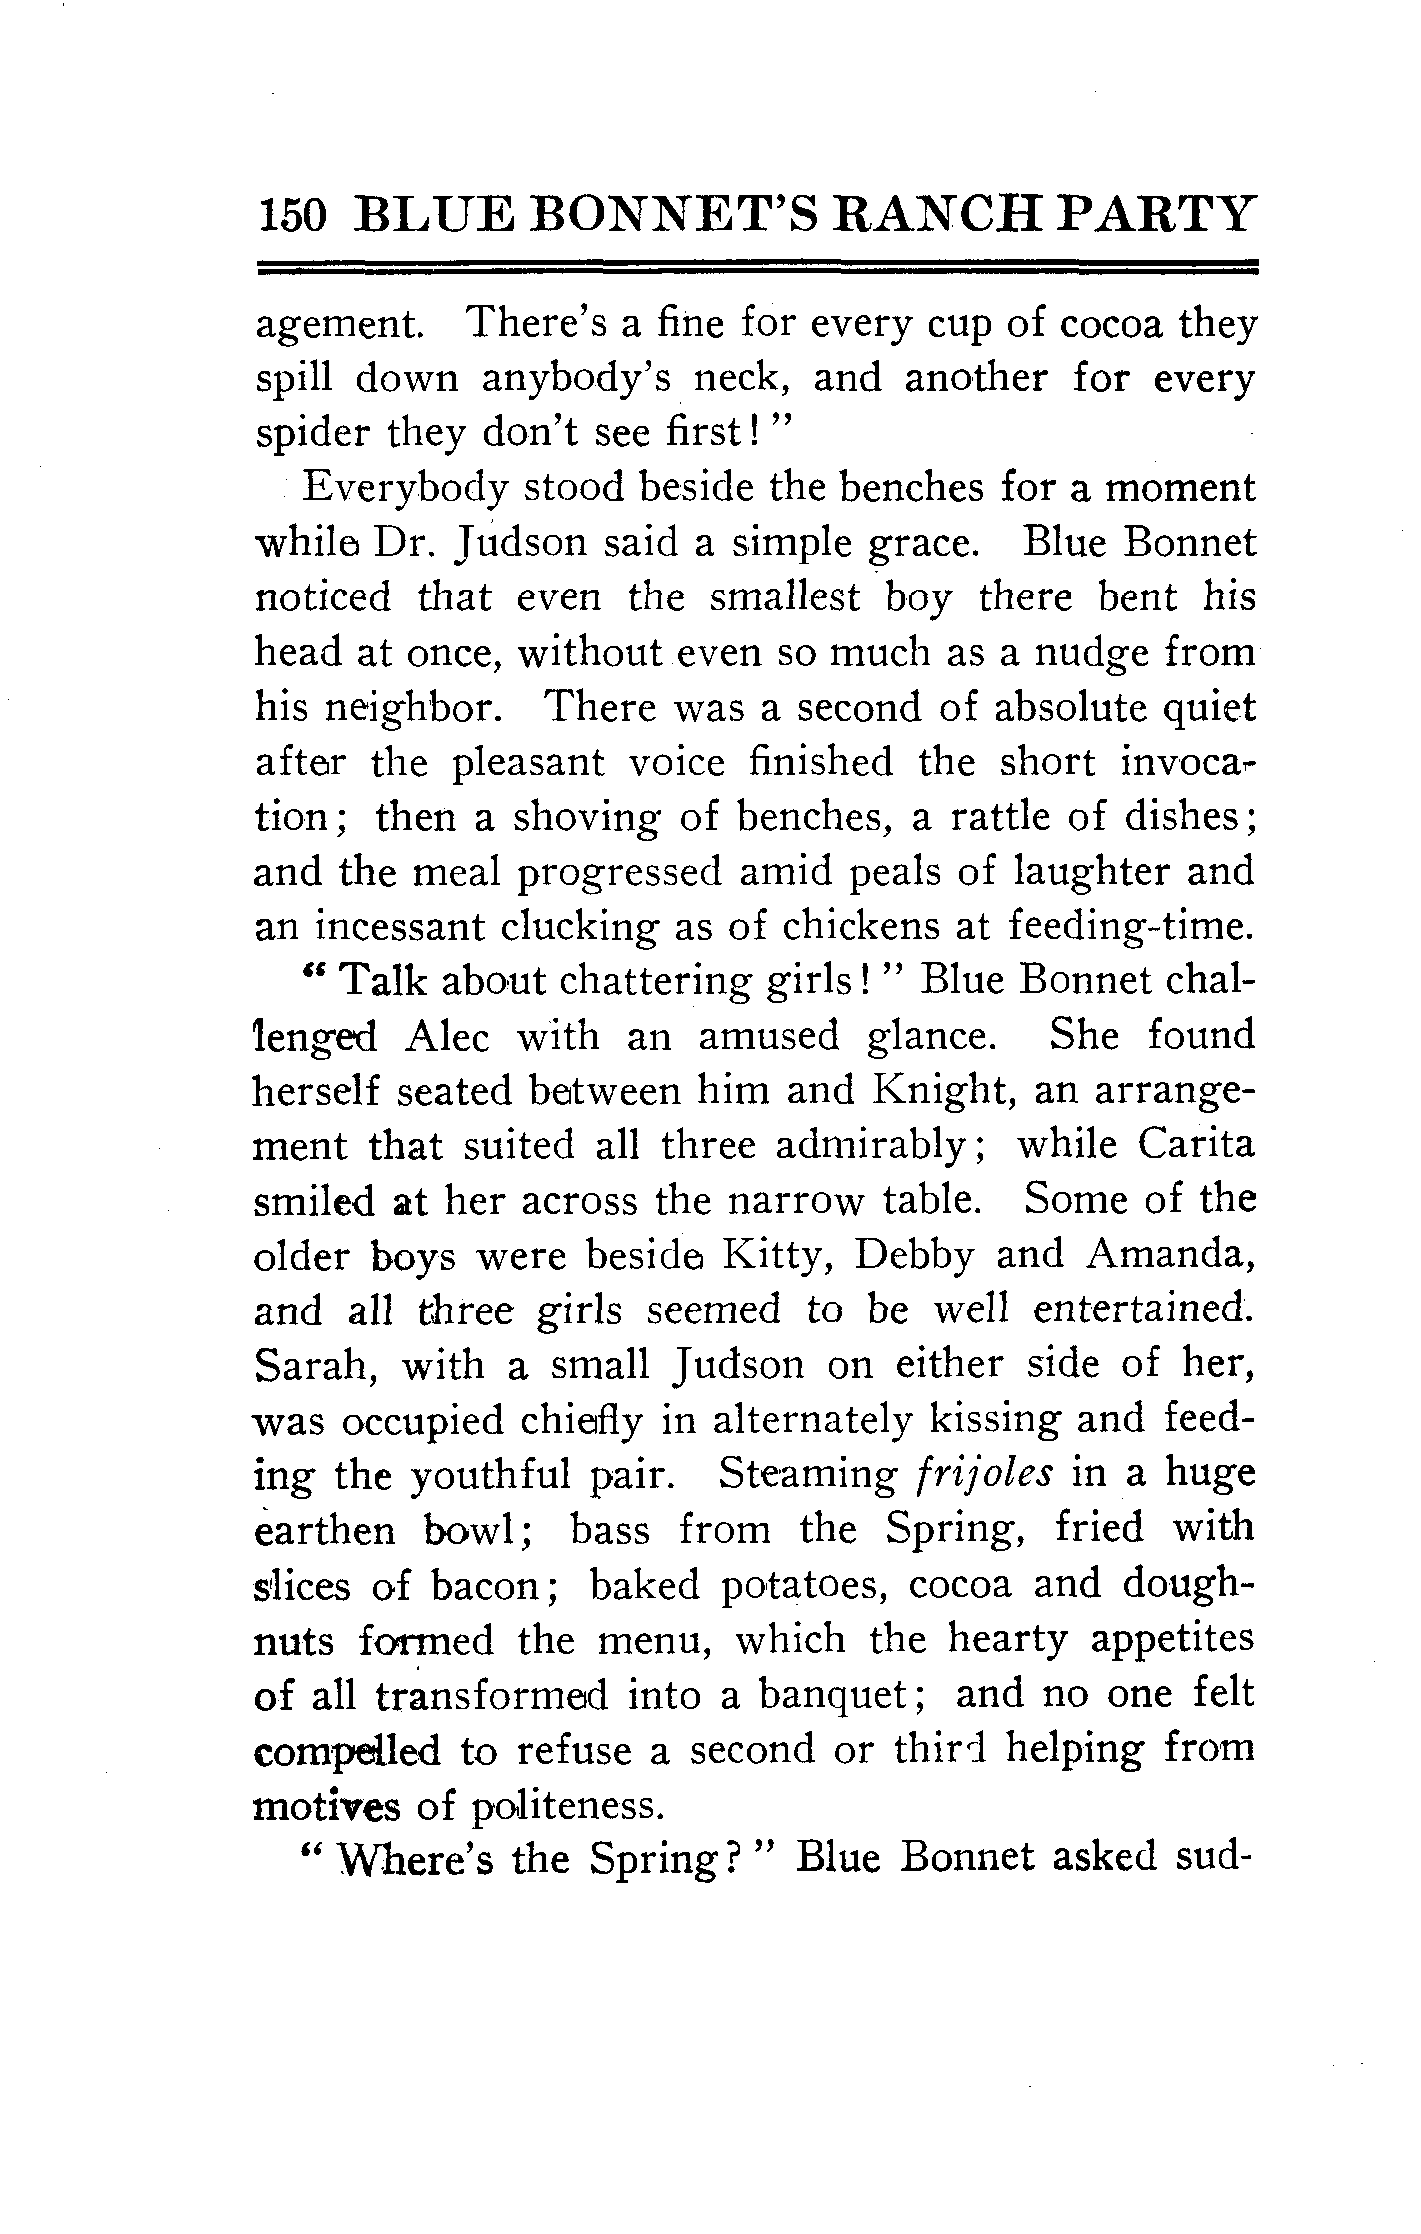 150 BLUE BONNET'S RANCH PARTY
agement. There's a fine for every cup of cocoa they
spill down anybody's neck, and another for every
spider they don't see first! "
Everybody stood beside the benches for a moment
while Dr. Judson said a simple grace. Blue Bonnet
noticed that even the smallest boy there bent his
head at once, without even so much as a nudge from
his neighbor. There was a second of absolute quiet
after the pleasant voice finished the short invoca-
tion; then a shoving of benches, a rattle of dishes;
and the meal progressed amid peals of laughter and
an incessant clucking as of chickens at feeding-time.
" Talk about chattering girls! " Blue Bonnet chal-
lenged Alec with an amused glance. She found
herself seated between him and Knight, an arrange-
ment that suited all three admirably; while Carita
smiled at her across the narrow table. Some of the
older boys were beside Kitty, Debby and Amanda,
and all three girls seemed to be well entertained.
Sarah, with a small Judson on either side of her,
was occupied chiefly in alternately kissing and feed-
ing the youthful pair. Steaming frijoles in a huge
earthen bowl; bass from the Spring, fried with
slices of bacon; baked potatoes, cocoa and dough-
nuts formed the menu, which the hearty appetites
of all transformed into a banquet; and no one felt
compelled to refuse a second or third helping from
motives of politeness.
" Where's the Spring? " Blue Bonnet asked sud-